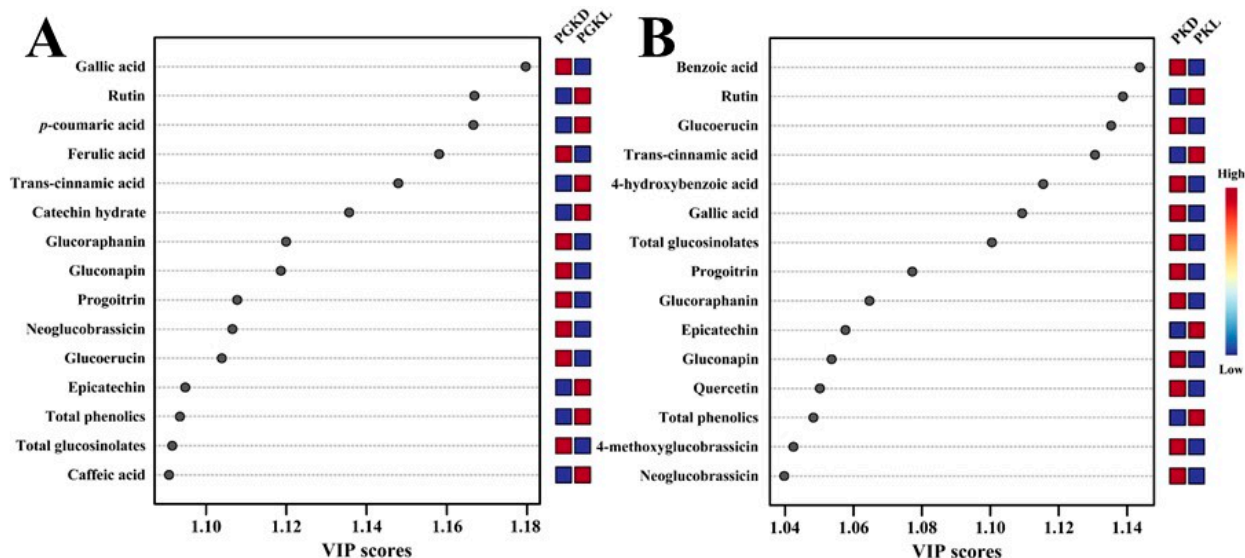 A
PGKD
PGKL
Gallic acid
Rutin
p-coumaric acid
Ferulic acid
Trans-cinnamic acid
Catechin hydrate
Glucoraphanin
Gluconapin
Progoitrin
Neoglucobrassicin
Glucoerucin
Epicatechin
Total phenolics
Total glucosinolates
Caffeic acid
1.10 1.12 1.14 1.16 1.18
VIP scores
B
PKD
PKL
Benzoic acid
Rutin
Glucoerucin
Trans-cinnamic acid
4-hydroxybenzoic acid
Gallic acid
Total glucosinolates
Progoitrin
Glucoraphanin
Epicatechin
Gluconapin
Quercetin
Total phenolics
4-methoxyglucobrassicin
Neoglucobrassicin
1.04 1.06 1.08 1.10 1.12 1.14
VIP scores
High
Low